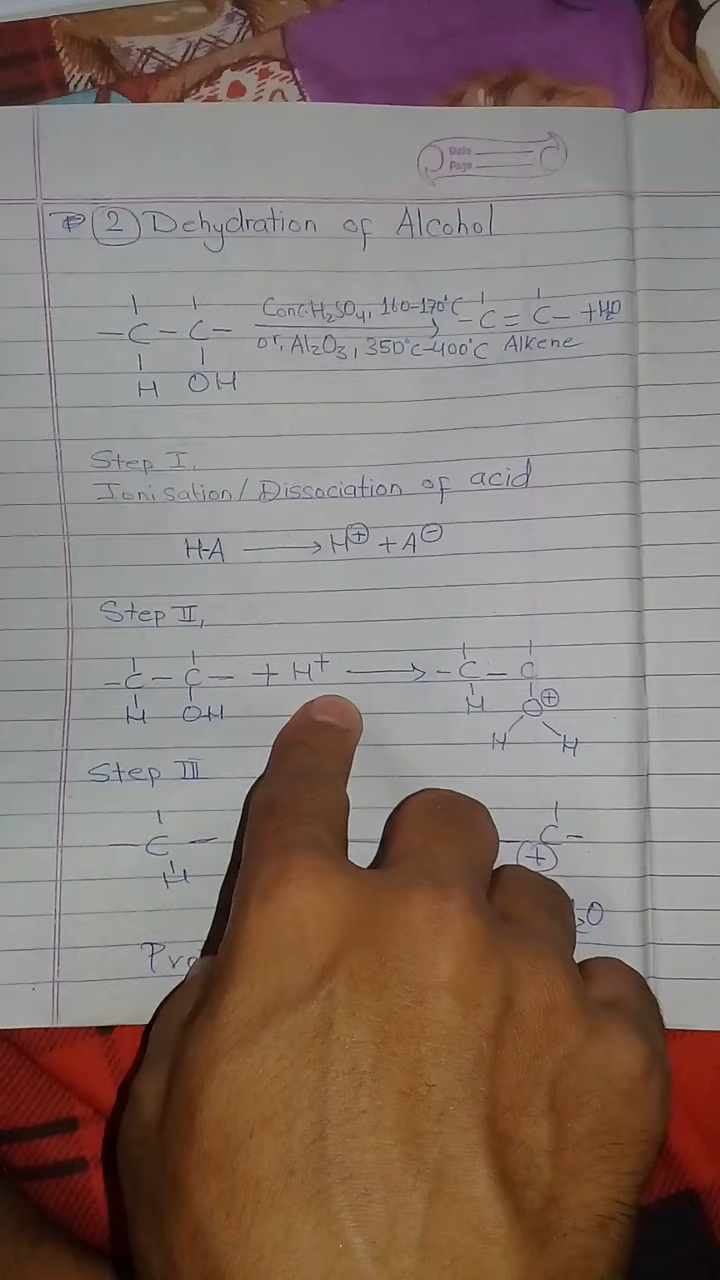 Date
Page
② Dehydration of Alcohol
–C–C– Conc.H₂SO₄, 160-170°C –C=C– +H₂O
or, Al₂O₃, 350°C-400°C Alkene
H OH
Step I,
Ionisation/Dissociation of acid
H-A ⟶ H⊕ + A⊖
Step II,
–C–C– + H⁺ ⟶ –C–C
H OH H O⊕
H H
Step III
–C– C–
H ⊕